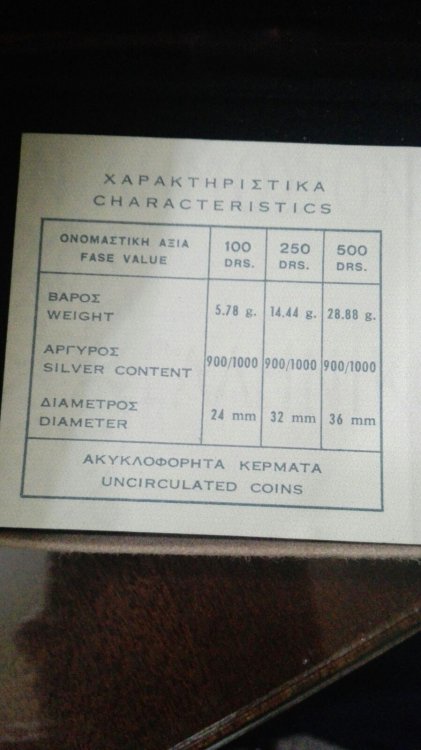 ΧΑΡΑΚΤΗΡΙΣΤΙΚΑ
CHARACTERISTICS
ΟΝΟΜΑΣΤΙΚΗ ΑΞΙΑ 100 250 500
FASE VALUE DRS. DRS. DRS.
ΒΑΡΟΣ
WEIGHT 5.78 g. 14.44 g. 28.88 g.
ΑΡΓΥΡΟΣ
SILVER CONTENT 900/1000 900/1000 900/1000
ΔΙΑΜΕΤΡΟΣ
DIAMETER 24 mm 32 mm 36 mm
ΑΚΥΚΛΟΦΟΡΗΤΑ ΚΕΡΜΑΤΑ
UNCIRCULATED COINS